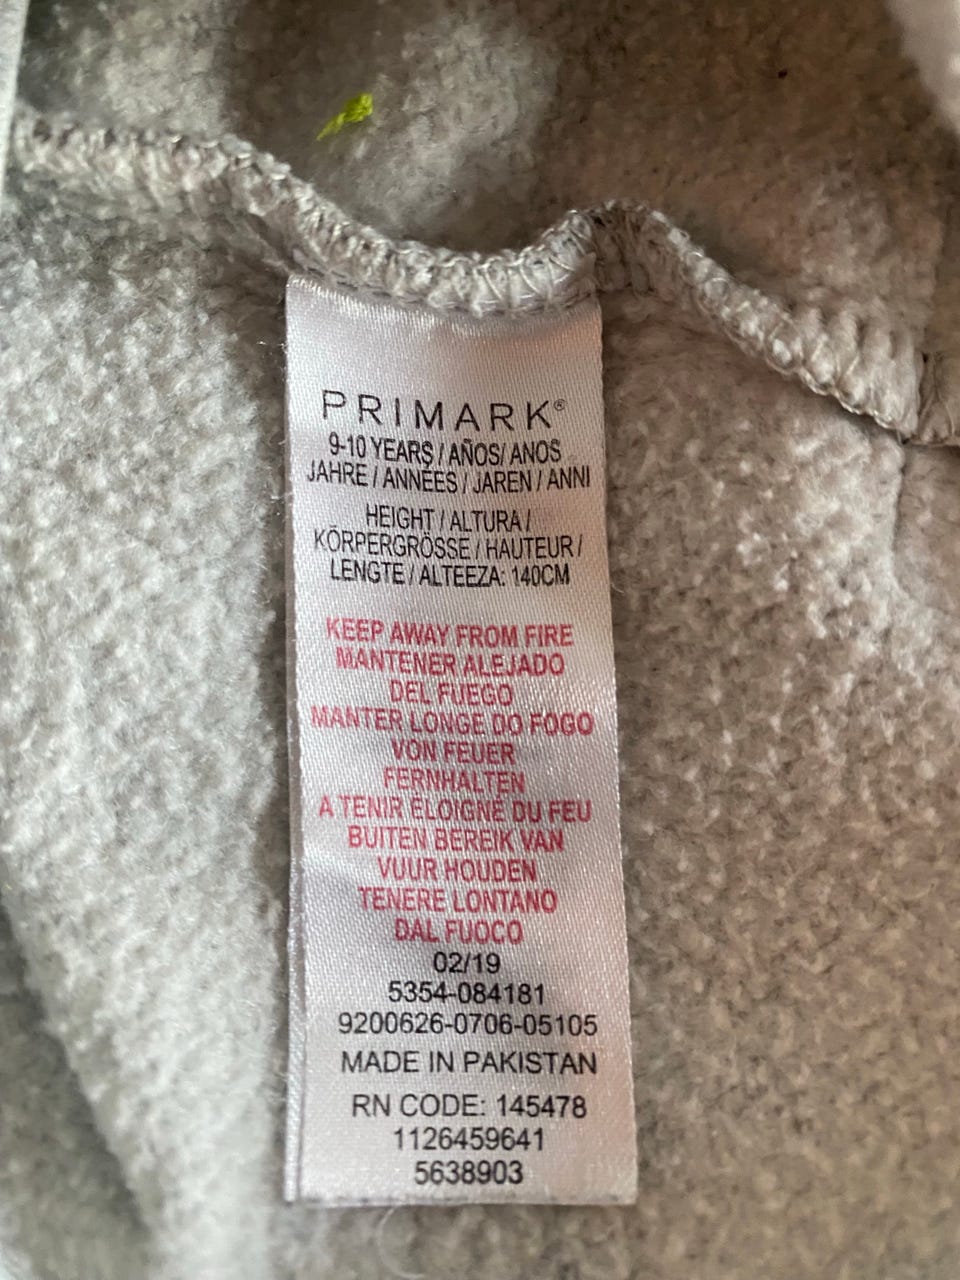 PRIMARK®
9-10 YEARS / AÑOS/ ANOS
JAHRE / ANNÉES / JAREN / ANNI
HEIGHT / ALTURA /
KÖRPERGRÖSSE / HAUTEUR /
LENGTE / ALTEEZA: 140CM
KEEP AWAY FROM FIRE
MANTENER ALEJADO
DEL FUEGO
MANTER LONGE DO FOGO
VON FEUER
FERNHALTEN
A TENIR ÉLOIGNÉ DU FEU
BUITEN BEREIK VAN
VUUR HOUDEN
TENERE LONTANO
DAL FUOCO
02/19
5354-084181
9200626-0706-05105
MADE IN PAKISTAN
RN CODE: 145478
1126459641
5638903